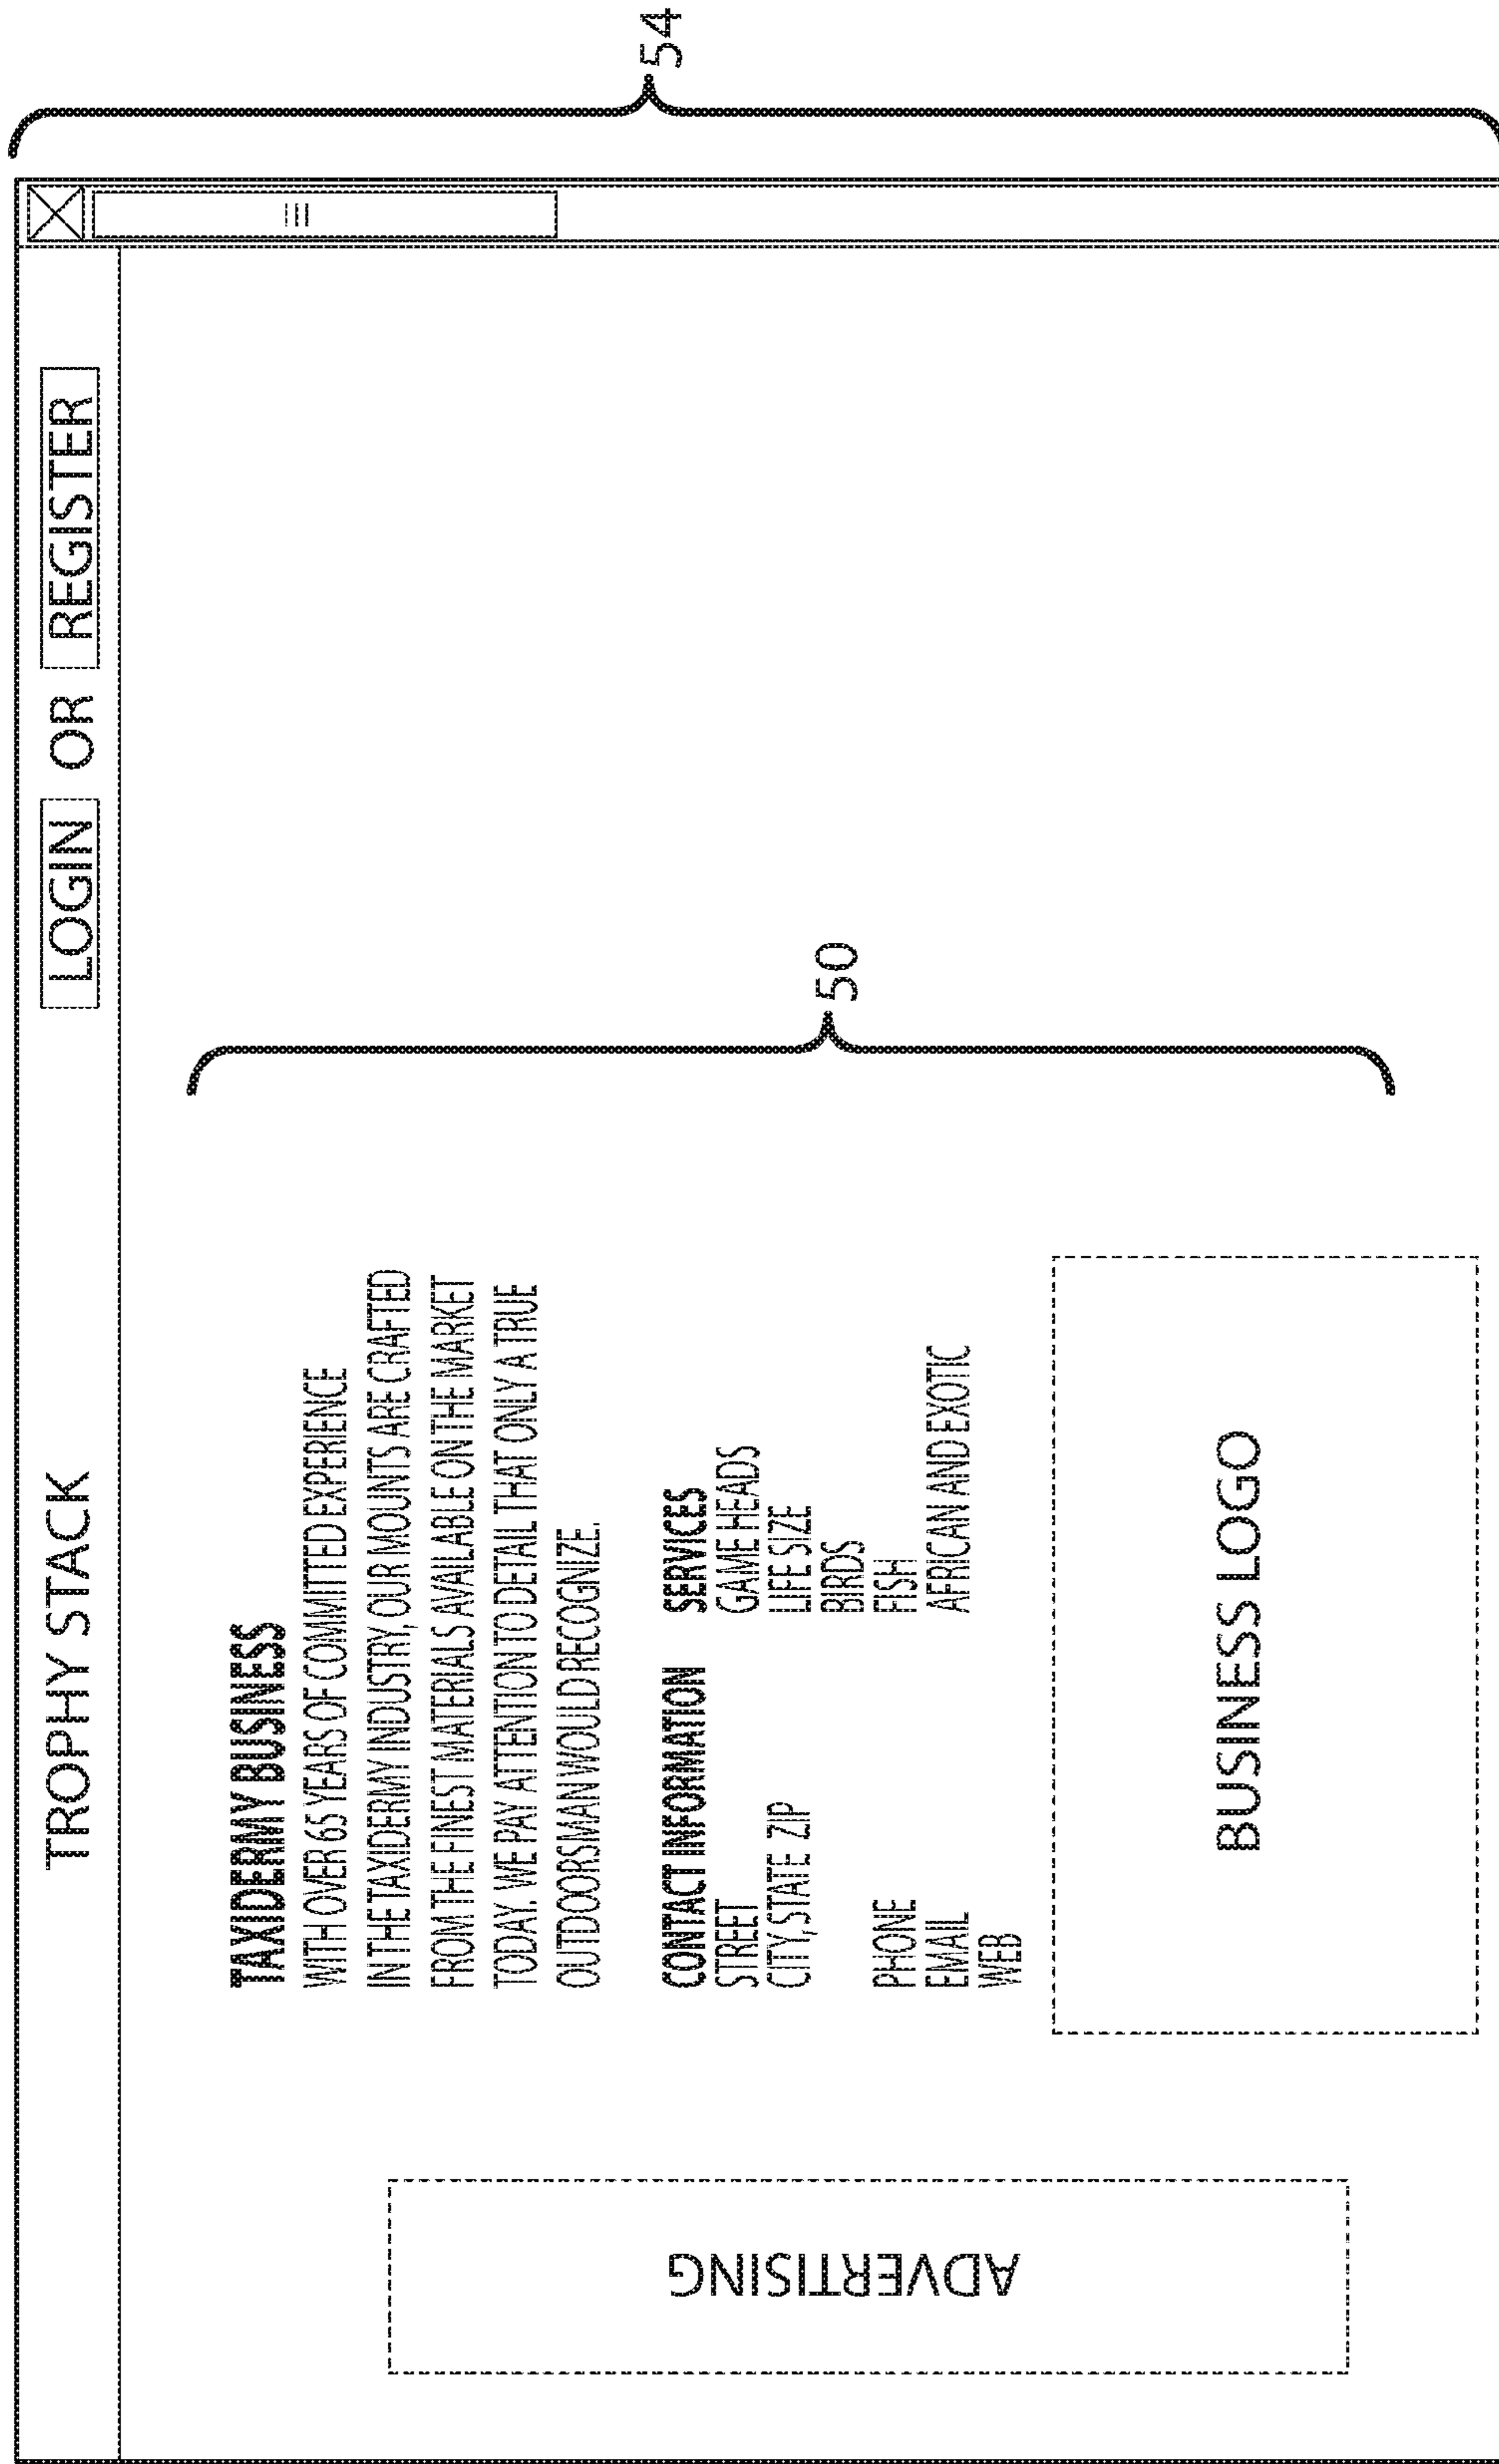 TROPHY STACK
LOGIN OR REGISTER
TAXIDERMY BUSINESS
WITH OVER 65 YEARS OF COMMITTED EXPERIENCE
IN THE TAXIDERMY INDUSTRY, OUR MOUNTS ARE CRAFTED
FROM THE FINEST MATERIALS AVAILABLE ON THE MARKET
TODAY. WE PAY ATTENTION TO DETAIL THAT ONLY A TRUE
OUTDOORSMAN WOULD RECOGNIZE.
CONTACT INFORMATION
STREET
CITY, STATE ZIP
PHONE
EMAIL
WEB
SERVICES
GAME HEADS
LIFE SIZE
BIRDS
FISH
AFRICAN AND EXOTIC
BUSINESS LOGO
ADVERTISING
50
54